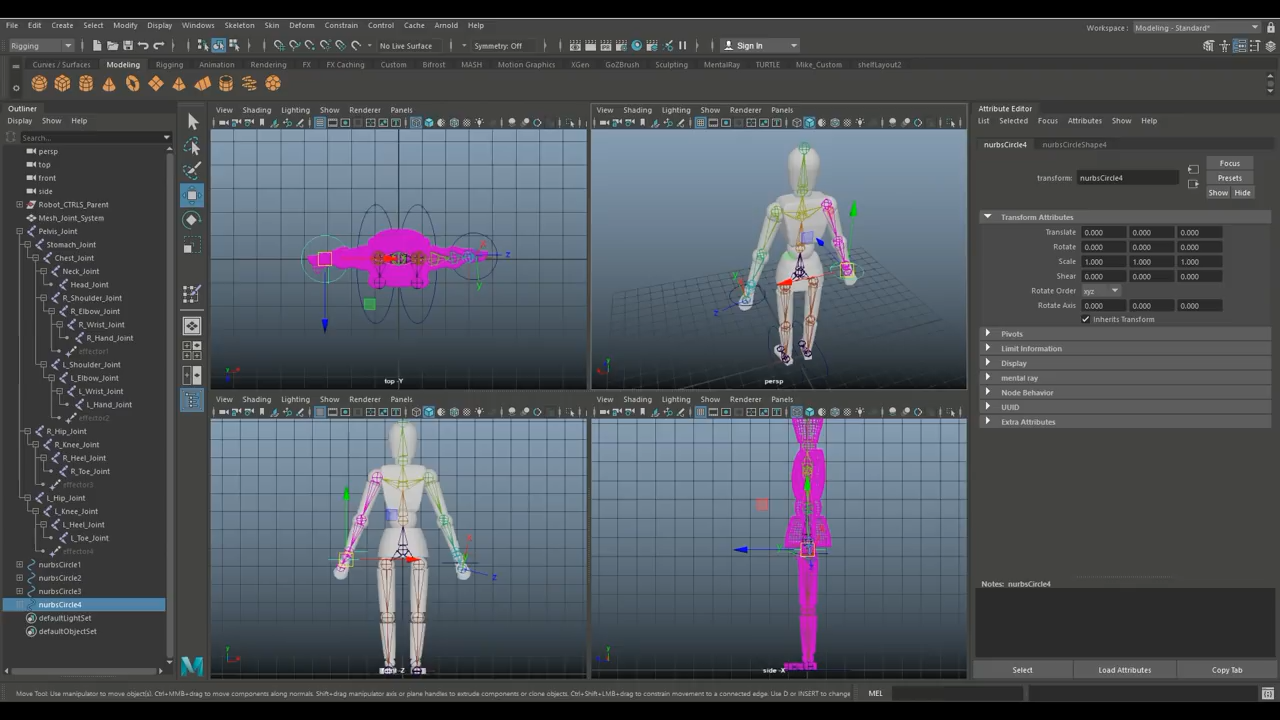 File Edit Create Select Modify Display Windows Skeleton Skin Deform Constrain Control Cache Arnold Help
Workspace : Modeling - Standard*
Rigging No Live Surface Symmetry: Off Sign In
Curves / Surfaces Modeling Rigging Animation Rendering FX FX Caching Custom Bifrost MASH Motion Graphics XGen GoZBrush Sculpting MentalRay TURTLE Mike_Custom shelfLayout2
Outliner
Display Show Help
Search...
persp
top
front
side
Robot_CTRLS_Parent
Mesh_Joint_System
Pelvis_Joint
Stomach_Joint
Chest_Joint
Neck_Joint
Head_Joint
R_Shoulder_Joint
R_Elbow_Joint
R_Wrist_Joint
R_Hand_Joint
effector1
L_Shoulder_Joint
L_Elbow_Joint
L_Wrist_Joint
L_Hand_Joint
effector2
R_Hip_Joint
R_Knee_Joint
R_Heel_Joint
R_Toe_Joint
effector3
L_Hip_Joint
L_Knee_Joint
L_Heel_Joint
L_Toe_Joint
effector4
nurbsCircle1
nurbsCircle2
nurbsCircle3
nurbsCircle4
defaultLightSet
defaultObjectSet
View Shading Lighting Show Renderer Panels
z
y
top -Y
View Shading Lighting Show Renderer Panels
y
z
persp
View Shading Lighting Show Renderer Panels
z
-Z
View Shading Lighting Show Renderer Panels
side -X
Attribute Editor
List Selected Focus Attributes Show Help
nurbsCircle4 nurbsCircleShape4
transform: nurbsCircle4
Focus
Presets
Show Hide
Transform Attributes
Translate 0.000 0.000 0.000
Rotate 0.000 0.000 0.000
Scale 1.000 1.000 1.000
Shear 0.000 0.000 0.000
Rotate Order xyz
Rotate Axis 0.000 0.000 0.000
Inherits Transform
Pivots
Limit Information
Display
mental ray
Node Behavior
UUID
Extra Attributes
Notes: nurbsCircle4
Select Load Attributes Copy Tab
Move Tool: Use manipulator to move object(s). Ctrl+MMB+drag to move components along normals. Shift+drag manipulator axis or plane handles to extrude components or clone objects. Ctrl+Shift+LMB+drag to constrain movement to a connected edge. Use D or INSERT to change
MEL